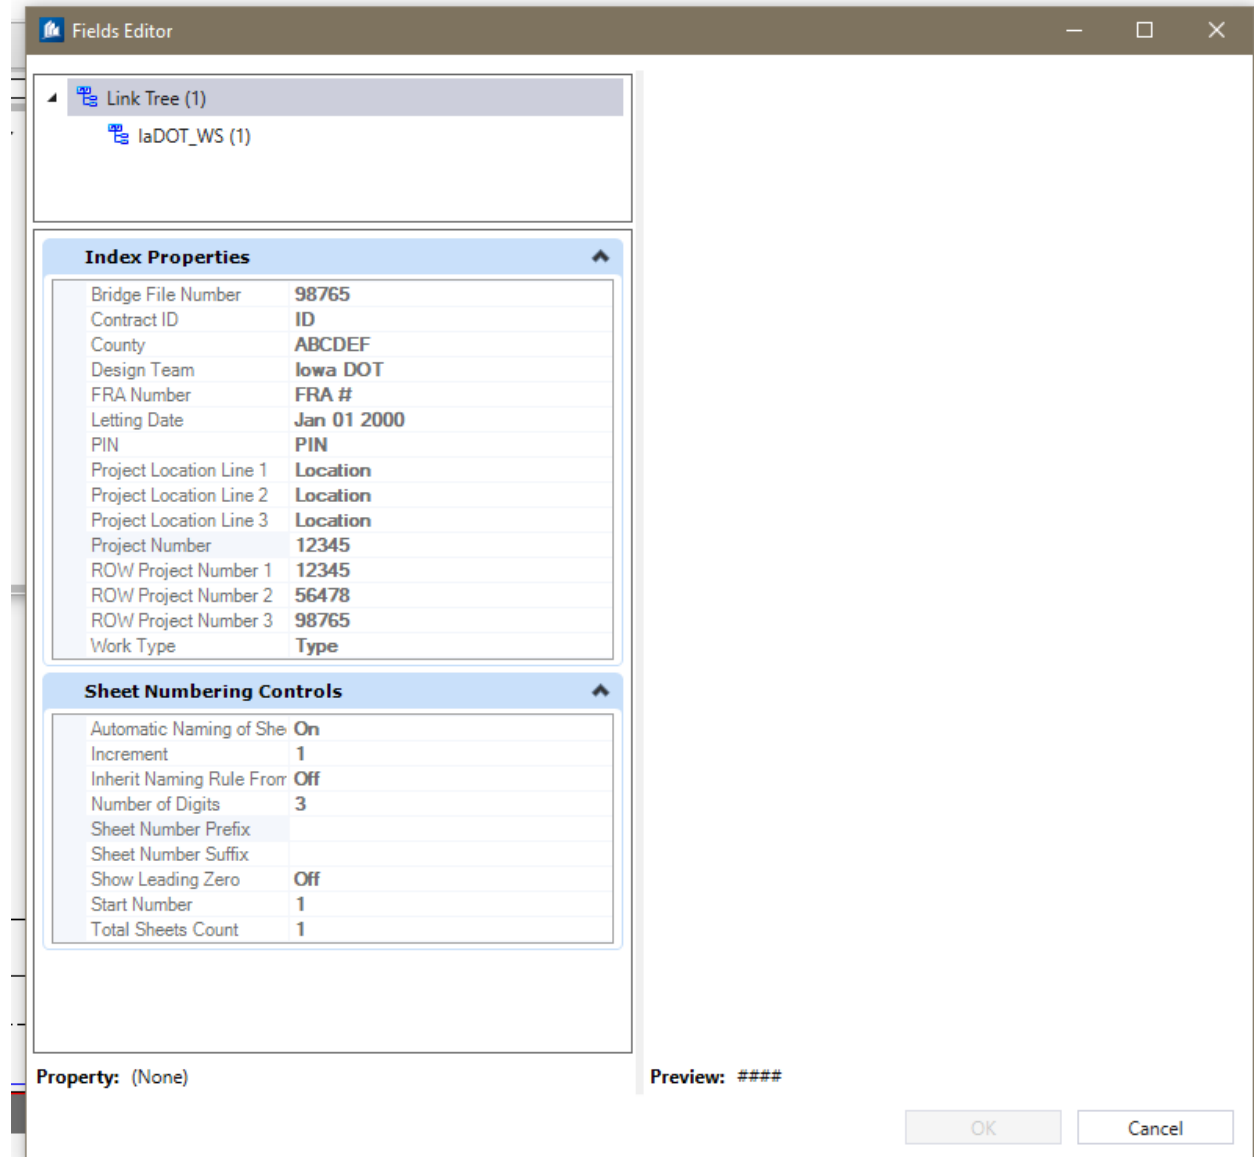 Fields Editor
Link Tree (1)
IaDOT_WS (1)
Index Properties
Bridge File Number 98765
Contract ID ID
County ABCDEF
Design Team Iowa DOT
FRA Number FRA #
Letting Date Jan 01 2000
PIN PIN
Project Location Line 1 Location
Project Location Line 2 Location
Project Location Line 3 Location
Project Number 12345
ROW Project Number 1 12345
ROW Project Number 2 56478
ROW Project Number 3 98765
Work Type Type
Sheet Numbering Controls
Automatic Naming of She On
Increment 1
Inherit Naming Rule From Off
Number of Digits 3
Sheet Number Prefix
Sheet Number Suffix
Show Leading Zero Off
Start Number 1
Total Sheets Count 1
Property: (None)
Preview: ####
OK Cancel